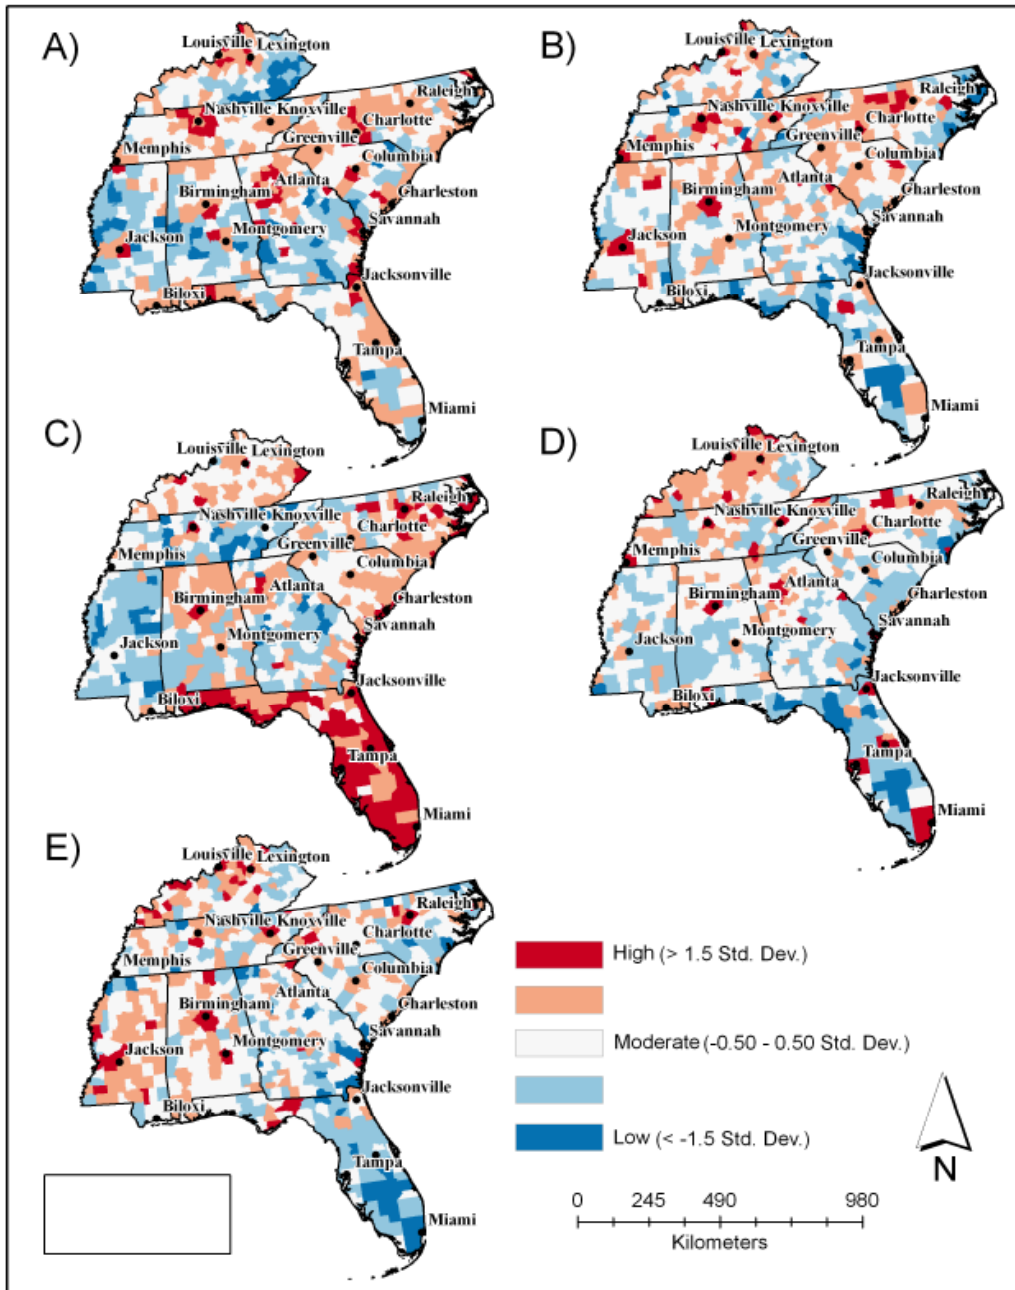 A)
Louisville Lexington
Raleigh
Nashville Knoxville
Charlotte
Greenville
Memphis
Columbia
Atlanta
Birmingham
Charleston
Savannah
Montgomery
Jackson
Jacksonville
Biloxi
Tampa
Miami
B)
Louisville Lexington
Raleigh
Nashville Knoxville
Charlotte
Greenville
Memphis
Columbia
Atlanta
Birmingham
Charleston
Savannah
Montgomery
Jackson
Jacksonville
Biloxi
Tampa
Miami
C)
Louisville Lexington
Raleigh
Nashville Knoxville
Charlotte
Greenville
Memphis
Columbia
Atlanta
Birmingham
Charleston
Savannah
Montgomery
Jackson
Jacksonville
Biloxi
Tampa
Miami
D)
Louisville Lexington
Raleigh
Nashville Knoxville
Charlotte
Greenville
Memphis
Columbia
Atlanta
Birmingham
Charleston
Savannah
Montgomery
Jackson
Jacksonville
Biloxi
Tampa
Miami
E)
Louisville Lexington
Raleigh
Nashville Knoxville
Charlotte
Greenville
Memphis
Columbia
Atlanta
Birmingham
Charleston
Savannah
Montgomery
Jackson
Jacksonville
Biloxi
Tampa
Miami
High (> 1.5 Std. Dev.)
Moderate (-0.50 - 0.50 Std. Dev.)
Low (< -1.5 Std. Dev.)
N
0 245 490 980
Kilometers